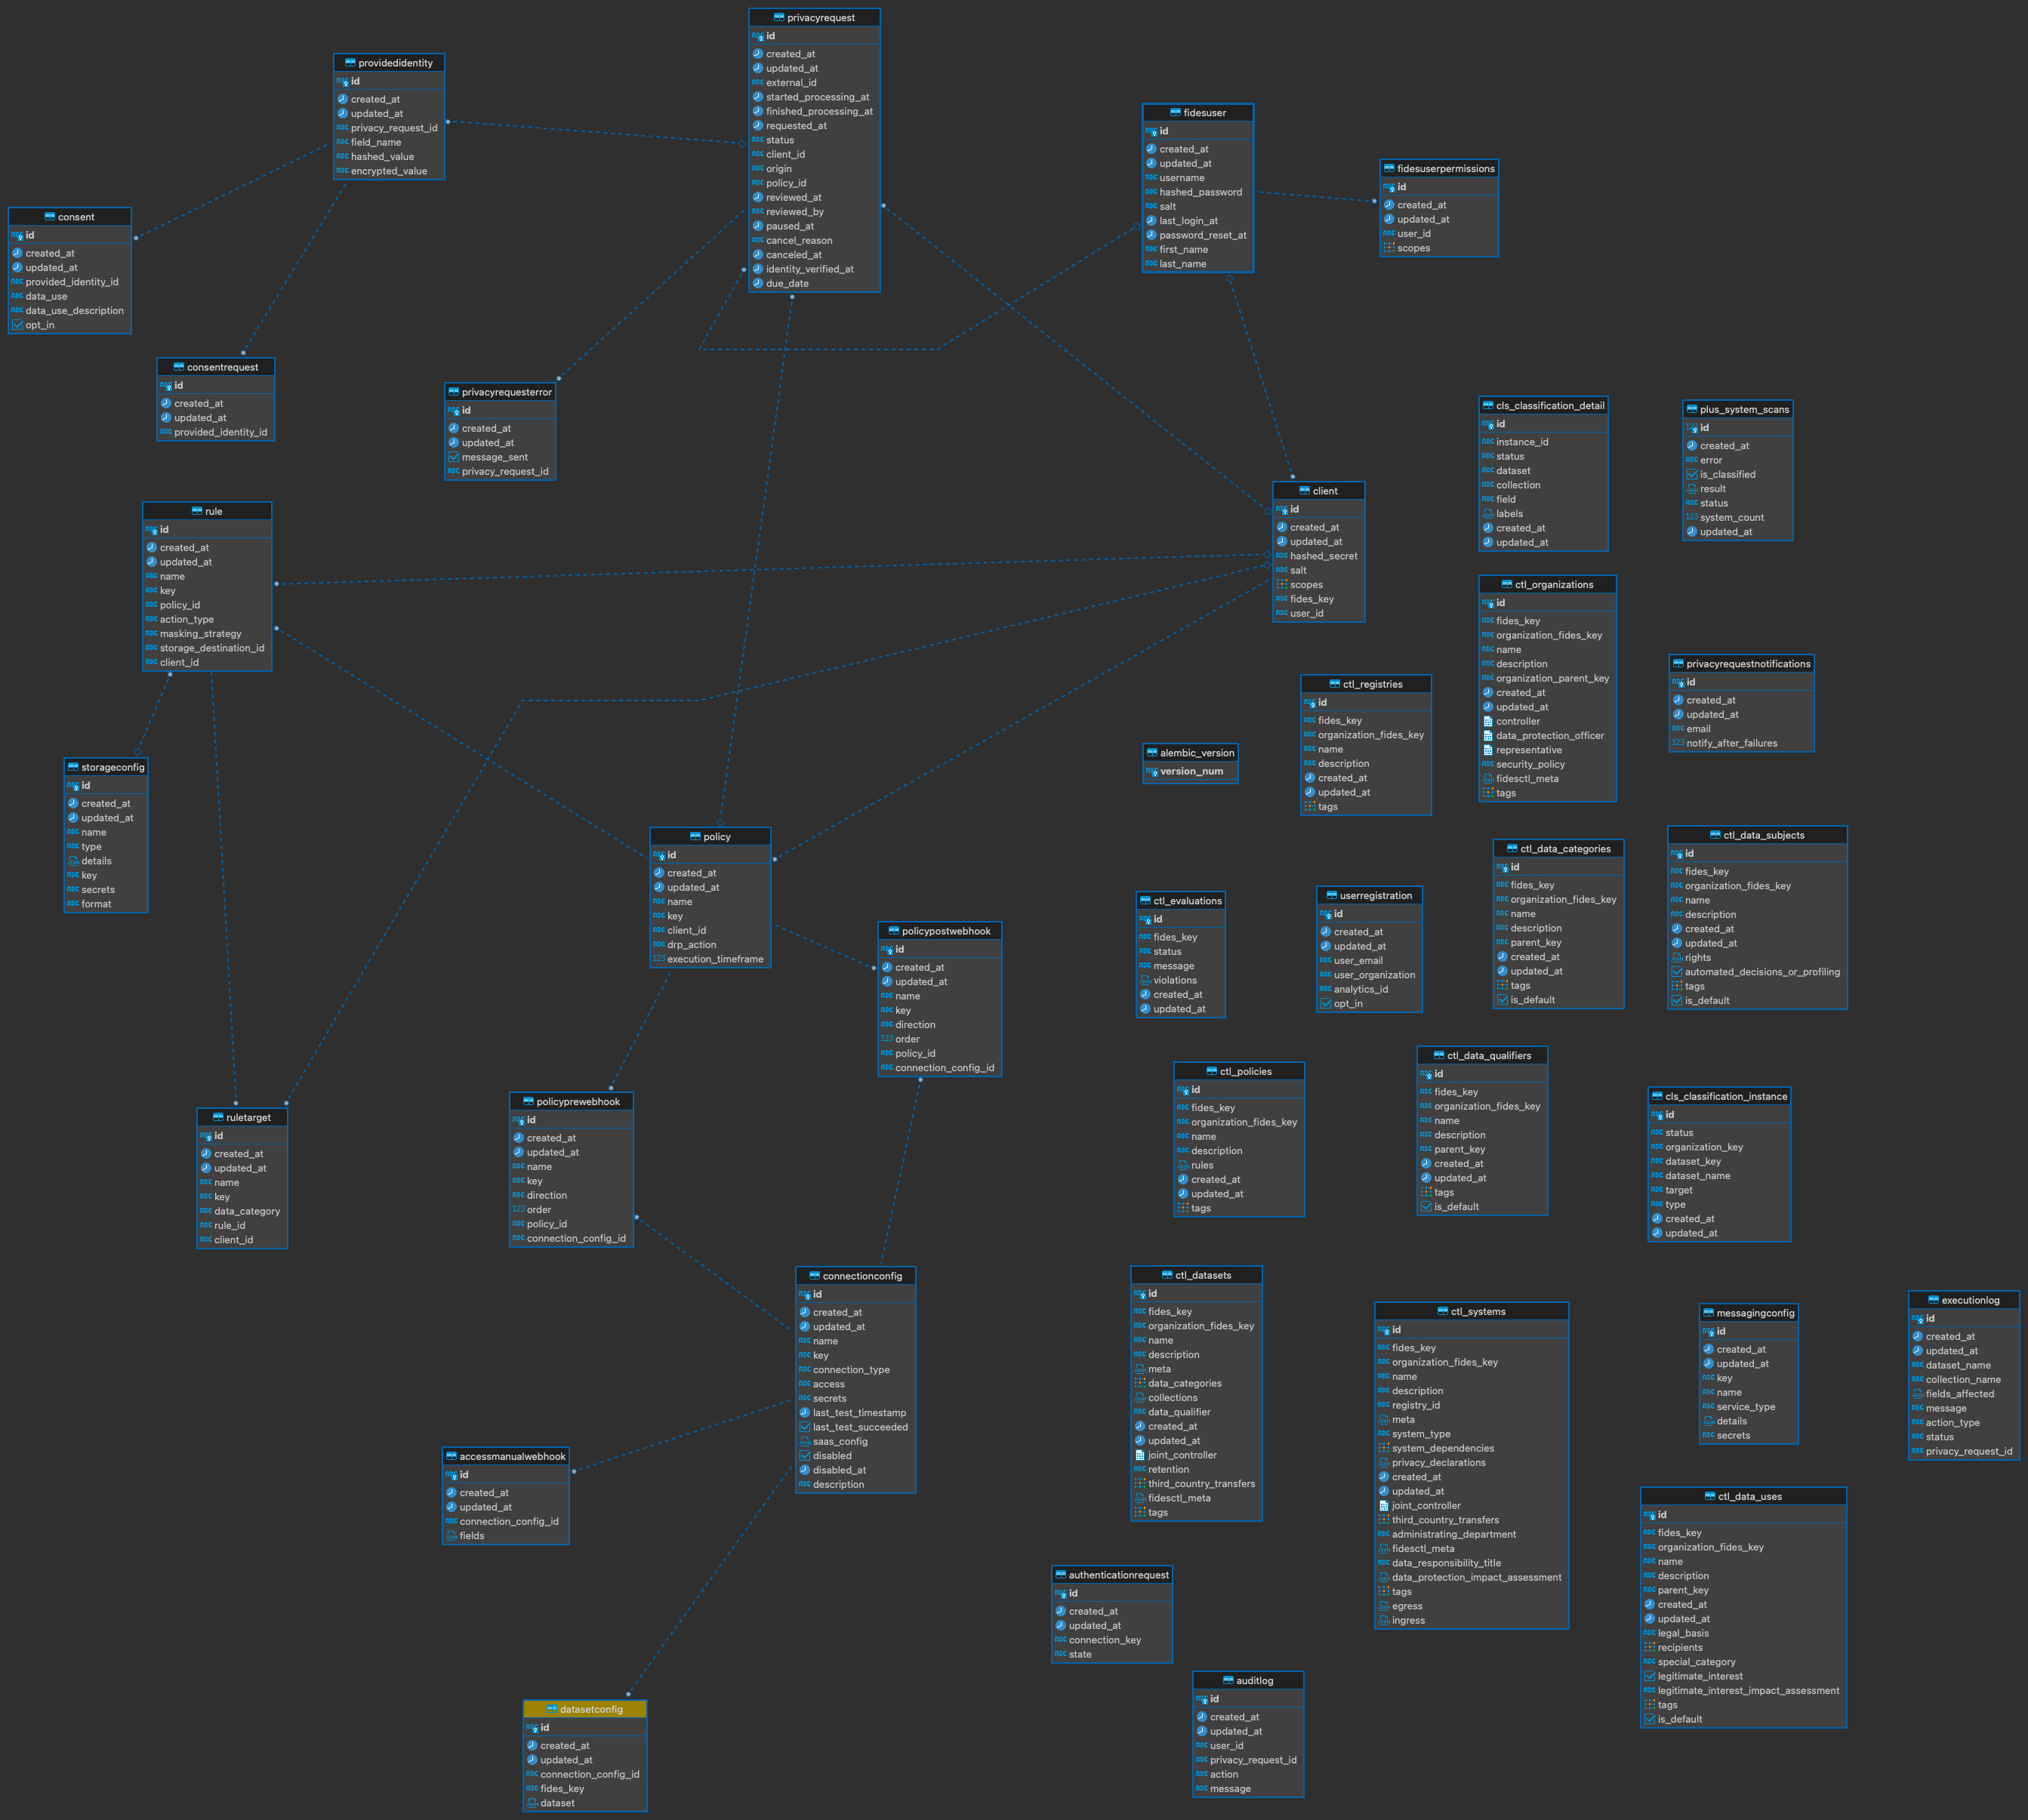 privacyrequest
id
created_at
updated_at
external_id
started_processing_at
finished_processing_at
requested_at
status
client_id
origin
policy_id
reviewed_at
reviewed_by
paused_at
cancel_reason
canceled_at
identity_verified_at
due_date
providedidentity
id
created_at
updated_at
privacy_request_id
field_name
hashed_value
encrypted_value
fidesuser
id
created_at
updated_at
username
hashed_password
salt
last_login_at
password_reset_at
first_name
last_name
fidesuserpermissions
id
created_at
updated_at
user_id
scopes
consent
id
created_at
updated_at
provided_identity_id
data_use
data_use_description
opt_in
consentrequest
id
created_at
updated_at
provided_identity_id
privacyrequesterror
id
created_at
updated_at
message_sent
privacy_request_id
cls_classification_detail
id
instance_id
status
dataset
collection
field
labels
created_at
updated_at
plus_system_scans
123 id
created_at
error
is_classified
result
status
123 system_count
updated_at
client
id
created_at
updated_at
hashed_secret
salt
scopes
fides_key
user_id
rule
id
created_at
updated_at
name
key
policy_id
action_type
masking_strategy
storage_destination_id
client_id
ctl_organizations
id
fides_key
organization_fides_key
name
description
organization_parent_key
created_at
updated_at
controller
data_protection_officer
representative
security_policy
fidesctl_meta
tags
privacyrequestnotifications
id
created_at
updated_at
email
123 notify_after_failures
ctl_registries
id
fides_key
organization_fides_key
name
description
created_at
updated_at
tags
alembic_version
version_num
storageconfig
id
created_at
updated_at
name
type
details
key
secrets
format
policy
id
created_at
updated_at
name
key
client_id
drp_action
123 execution_timeframe
ctl_data_categories
id
fides_key
organization_fides_key
name
description
parent_key
created_at
updated_at
tags
is_default
ctl_data_subjects
id
fides_key
organization_fides_key
name
description
created_at
updated_at
rights
automated_decisions_or_profiling
tags
is_default
ctl_evaluations
id
fides_key
status
message
violations
created_at
updated_at
userregistration
id
created_at
updated_at
user_email
user_organization
analytics_id
opt_in
policypostwebhook
id
created_at
updated_at
name
key
direction
123 order
policy_id
connection_config_id
ctl_policies
id
fides_key
organization_fides_key
name
description
rules
created_at
updated_at
tags
ctl_data_qualifiers
id
fides_key
organization_fides_key
name
description
parent_key
created_at
updated_at
tags
is_default
cls_classification_instance
id
status
organization_key
dataset_key
dataset_name
target
type
created_at
updated_at
ruletarget
id
created_at
updated_at
name
key
data_category
rule_id
client_id
policyprewebhook
id
created_at
updated_at
name
key
direction
123 order
policy_id
connection_config_id
connectionconfig
id
created_at
updated_at
name
key
connection_type
access
secrets
last_test_timestamp
last_test_succeeded
saas_config
disabled
disabled_at
description
ctl_datasets
id
fides_key
organization_fides_key
name
description
meta
data_categories
collections
data_qualifier
created_at
updated_at
joint_controller
retention
third_country_transfers
fidesctl_meta
tags
ctl_systems
id
fides_key
organization_fides_key
name
description
registry_id
meta
system_type
system_dependencies
privacy_declarations
created_at
updated_at
joint_controller
third_country_transfers
administrating_department
fidesctl_meta
data_responsibility_title
data_protection_impact_assessment
tags
egress
ingress
messagingconfig
id
created_at
updated_at
key
name
service_type
details
secrets
executionlog
id
created_at
updated_at
dataset_name
collection_name
fields_affected
message
action_type
status
privacy_request_id
accessmanualwebhook
id
created_at
updated_at
connection_config_id
fields
ctl_data_uses
id
fides_key
organization_fides_key
name
description
parent_key
created_at
updated_at
legal_basis
recipients
special_category
legitimate_interest
legitimate_interest_impact_assessment
tags
is_default
authenticationrequest
id
created_at
updated_at
connection_key
state
auditlog
id
created_at
updated_at
user_id
privacy_request_id
action
message
datasetconfig
id
created_at
updated_at
connection_config_id
fides_key
dataset